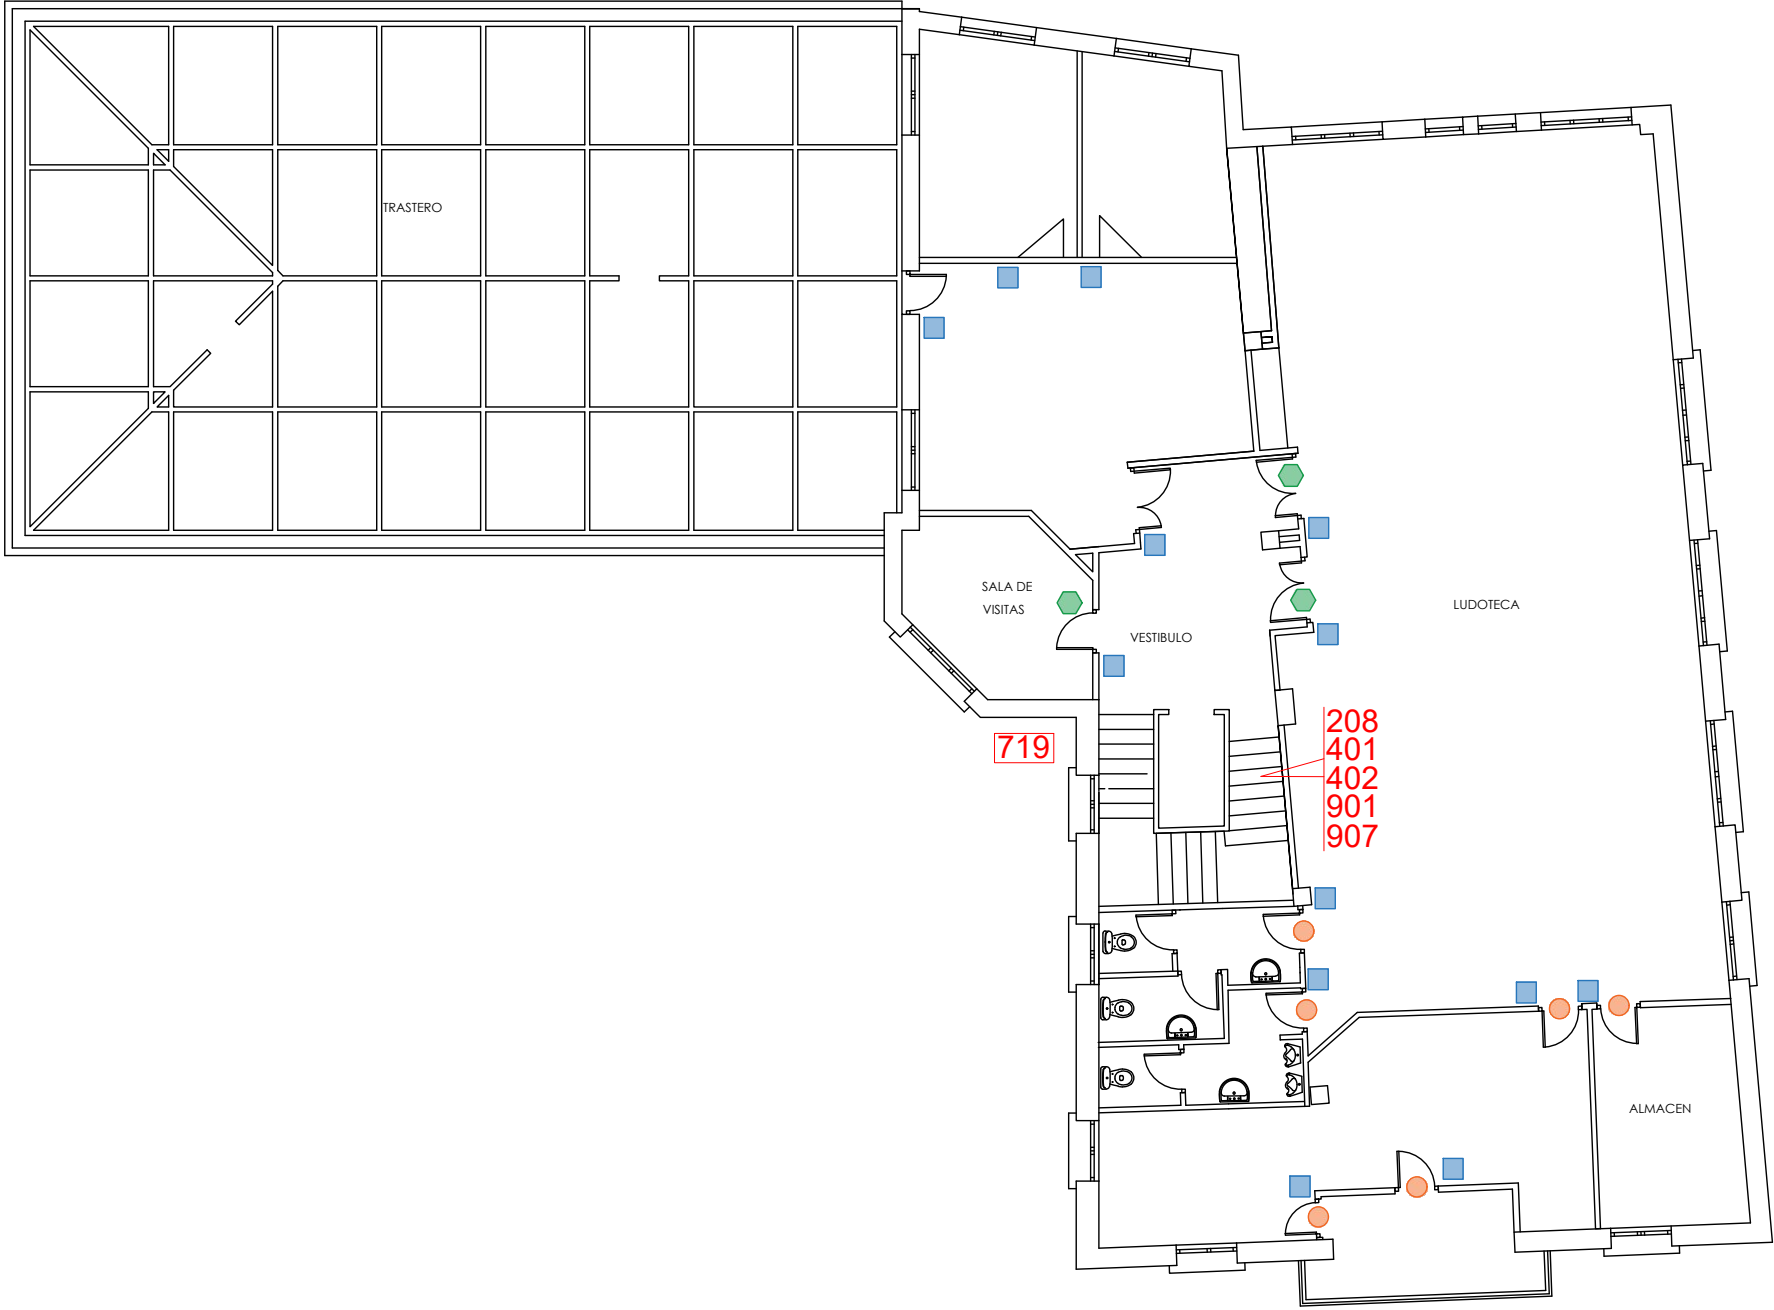 TRASTERO
SALA DE
VISITAS
VESTIBULO
LUDOTECA
719
208
401
402
901
907
ALMACEN